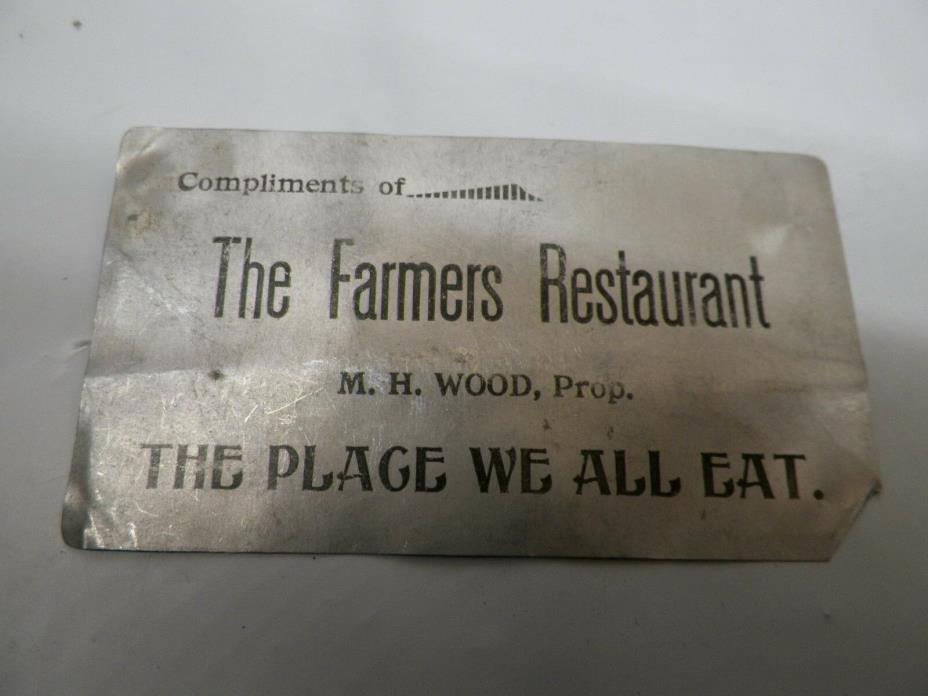 Compliments of
The Farmers Restaurant
M. H. WOOD, Prop.
THE PLACE WE ALL EAT.